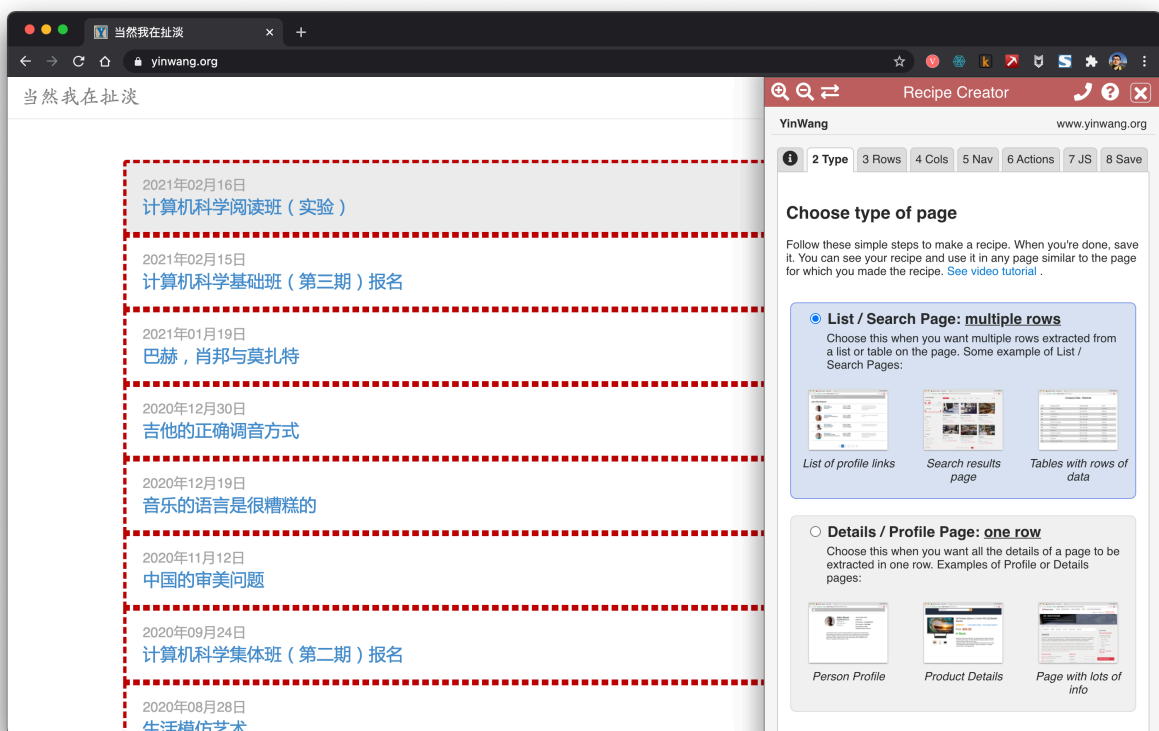 当然我在扯淡
yinwang.org
当然我在扯淡
2021年02月16日
计算机科学阅读班（实验）
2021年02月15日
计算机科学基础班（第三期）报名
2021年01月19日
巴赫，肖邦与莫扎特
2020年12月30日
吉他的正确调音方式
2020年12月19日
音乐的语言是很糟糕的
2020年11月12日
中国的审美问题
2020年09月24日
计算机科学集体班（第二期）报名
2020年08月28日
生活模仿艺术
Recipe Creator
YinWang www.yinwang.org
2 Type 3 Rows 4 Cols 5 Nav 6 Actions 7 JS 8 Save
Choose type of page
Follow these simple steps to make a recipe. When you're done, save
it. You can see your recipe and use it in any page similar to the page
for which you made the recipe. See video tutorial .
List / Search Page: multiple rows
Choose this when you want multiple rows extracted from
a list or table on the page. Some example of List /
Search Pages:
List of profile links
Search results
page
Tables with rows of
data
Details / Profile Page: one row
Choose this when you want all the details of a page to be
extracted in one row. Examples of Profile or Details
pages:
Person Profile
Product Details
Page with lots of
info